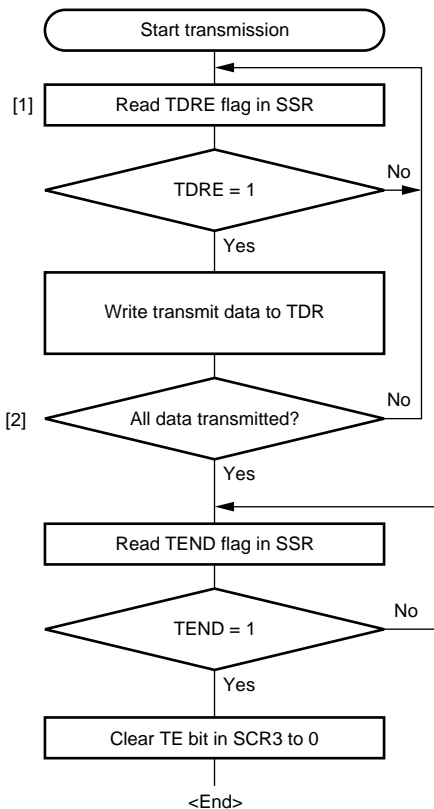 Start transmission
[1]
Read TDRE flag in SSR
No
TDRE = 1
Yes
Write transmit data to TDR
No
[2]
All data transmitted?
Yes
Read TEND flag in SSR
No
TEND = 1
Yes
Clear TE bit in SCR3 to 0
<End>